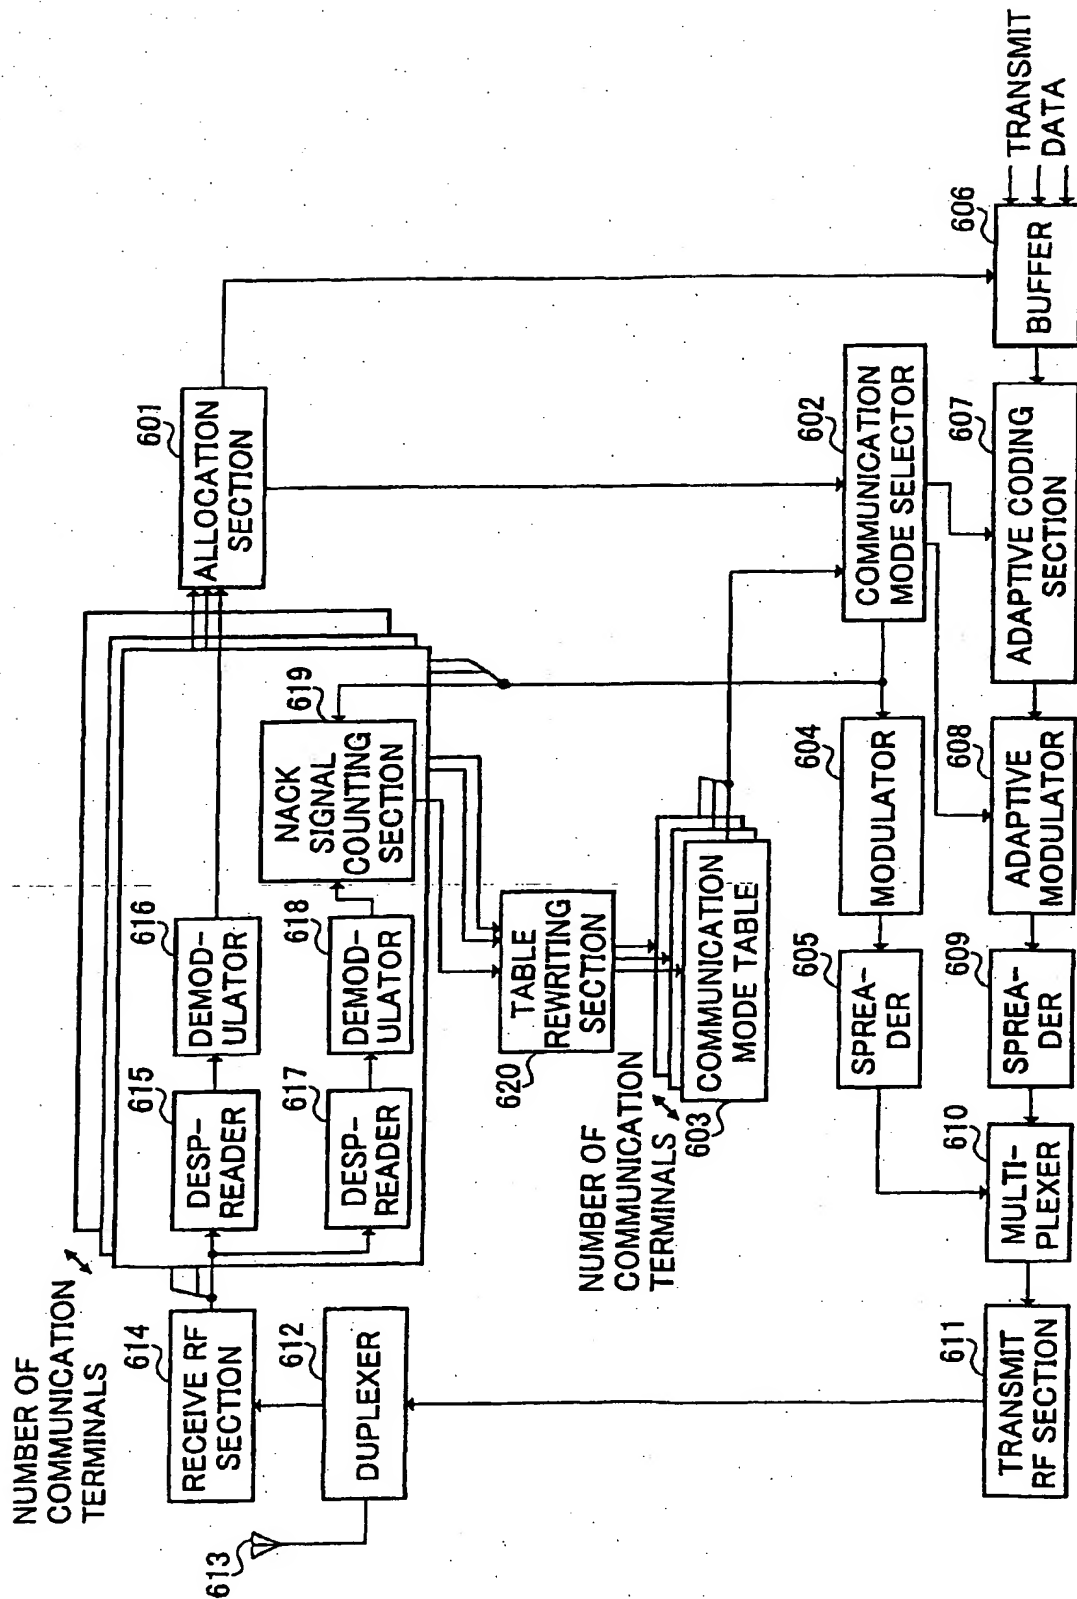 NUMBER OF
COMMUNICATION
TERMINALS
613
614
RECEIVE RF
SECTION
612
DUPLEXER
611
TRANSMIT
RF SECTION
615
DESP-
READER
616
DEMOD-
ULATOR
617
DESP-
READER
618
DEMOD-
ULATOR
619
NACK
SIGNAL
COUNTING
SECTION
601
ALLOCATION
SECTION
620
TABLE
REWRITING
SECTION
NUMBER OF
COMMUNICATION
TERMINALS
603
COMMUNICATION
MODE TABLE
602
COMMUNICATION
MODE SELECTOR
604
MODULATOR
605
SPREA-
DER
610
MULTI-
PLEXER
609
SPREA-
DER
608
ADAPTIVE
MODULATOR
607
ADAPTIVE CODING
SECTION
606
BUFFER
TRANSMIT
DATA